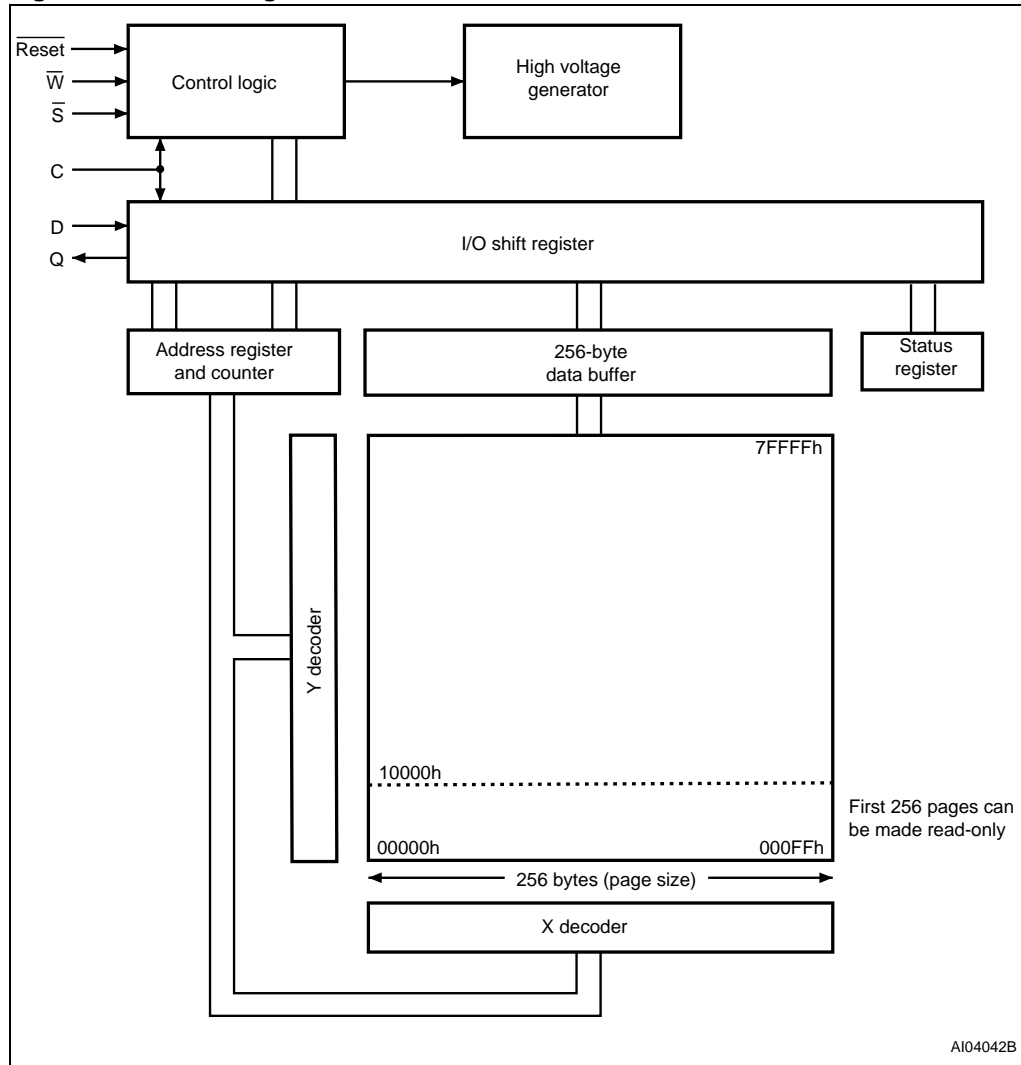 Reset
W
S
C
D
Q
Control logic
High voltage
generator
I/O shift register
Address register
and counter
256-byte
data buffer
Status
register
7FFFFh
Y decoder
10000h
First 256 pages can
be made read-only
00000h
000FFh
256 bytes (page size)
X decoder
AI04042B